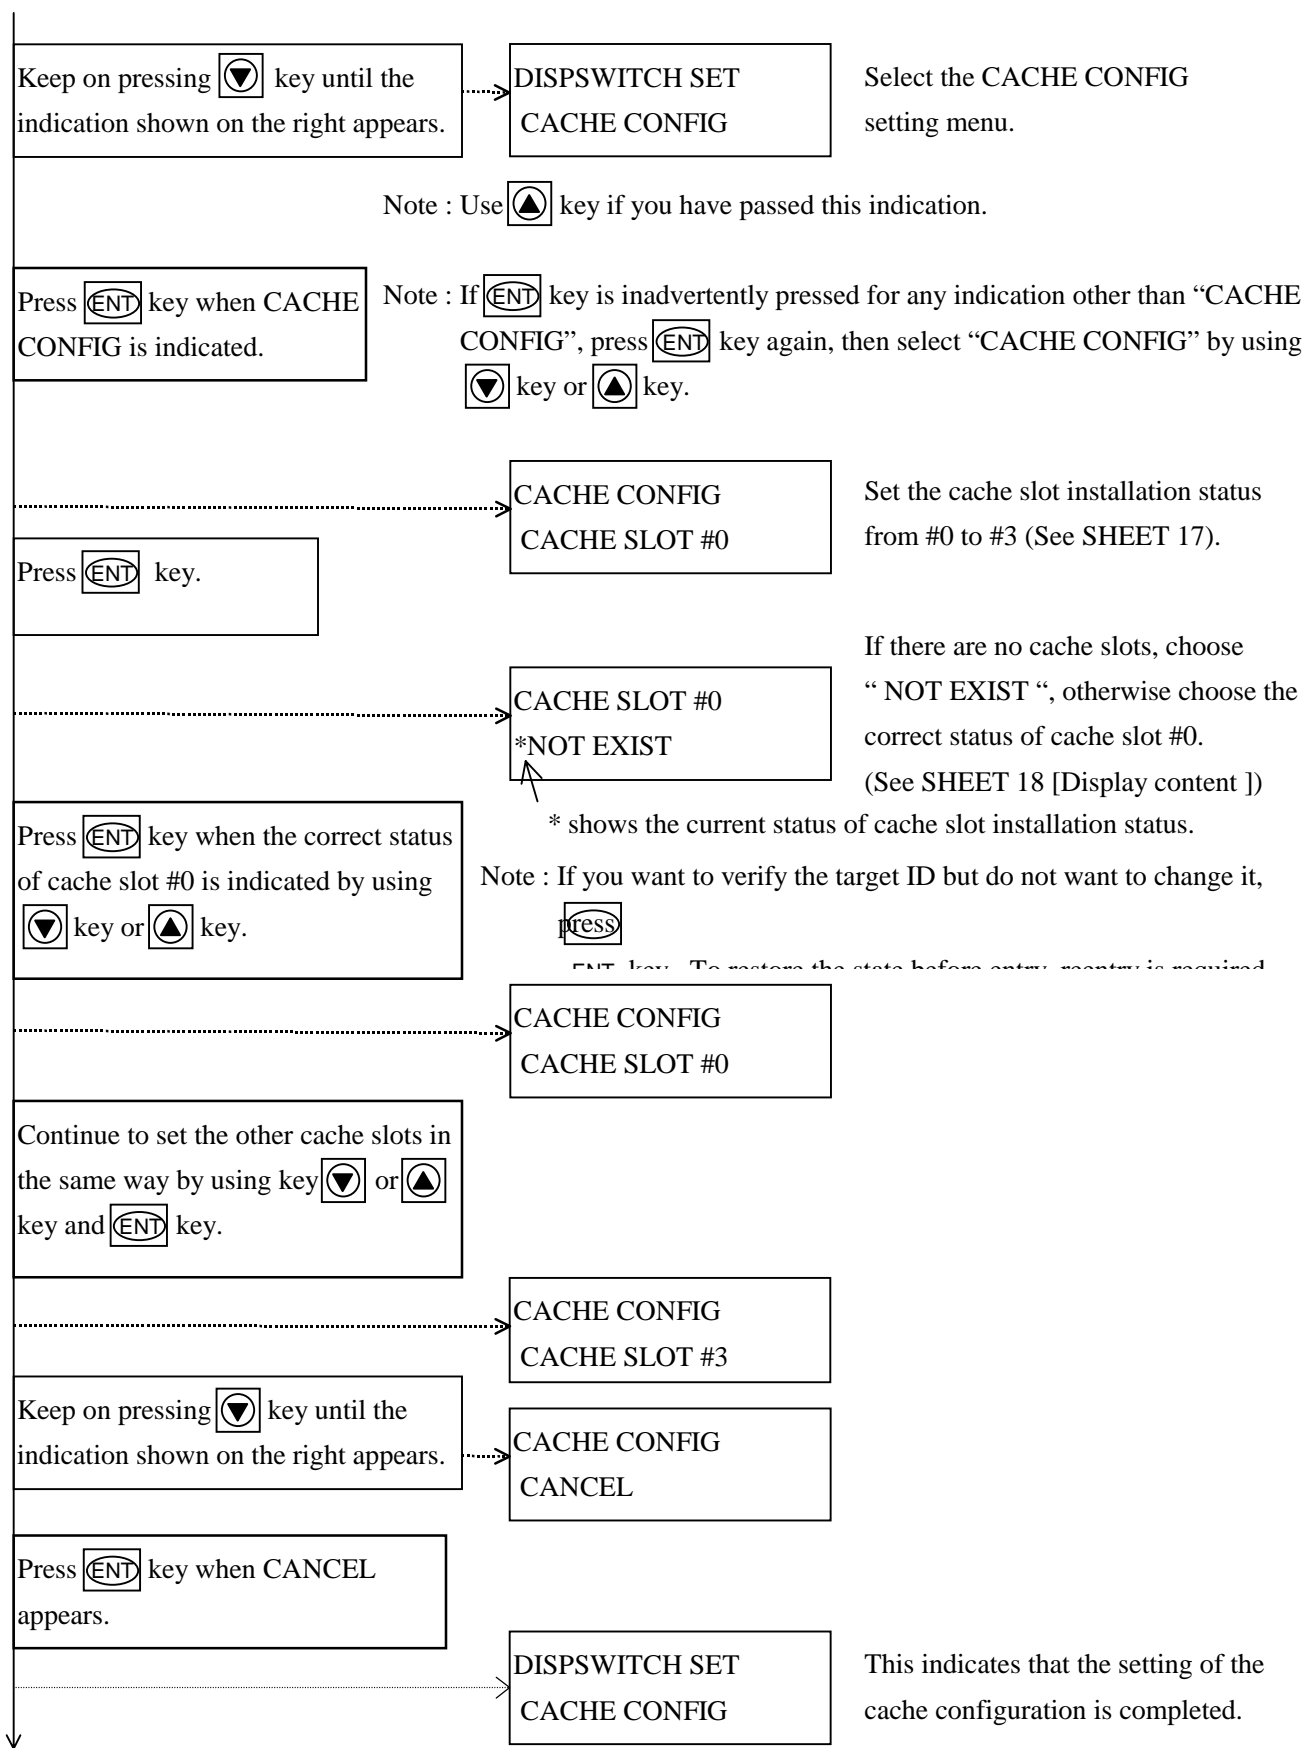 Keep on pressing ▼ key until the
indication shown on the right appears.
DISPSWITCH SET
CACHE CONFIG
Select the CACHE CONFIG
setting menu.
Note : Use ▲ key if you have passed this indication.
Press ENT key when CACHE
CONFIG is indicated.
Note : If ENT key is inadvertently pressed for any indication other than “CACHE
CONFIG”, press ENT key again, then select “CACHE CONFIG” by using
▼ key or ▲ key.
CACHE CONFIG
CACHE SLOT #0
Set the cache slot installation status
from #0 to #3 (See SHEET 17).
Press ENT key.
CACHE SLOT #0
*NOT EXIST
If there are no cache slots, choose
“ NOT EXIST “, otherwise choose the
correct status of cache slot #0.
(See SHEET 18 [Display content ])
* shows the current status of cache slot installation status.
Press ENT key when the correct status
of cache slot #0 is indicated by using
▼ key or ▲ key.
Note : If you want to verify the target ID but do not want to change it,
press
ENT key. To restore the state before entry, reentry is required
CACHE CONFIG
CACHE SLOT #0
Continue to set the other cache slots in
the same way by using key ▼ or ▲
key and ENT key.
CACHE CONFIG
CACHE SLOT #3
Keep on pressing ▼ key until the
indication shown on the right appears.
CACHE CONFIG
CANCEL
Press ENT key when CANCEL
appears.
DISPSWITCH SET
CACHE CONFIG
This indicates that the setting of the
cache configuration is completed.